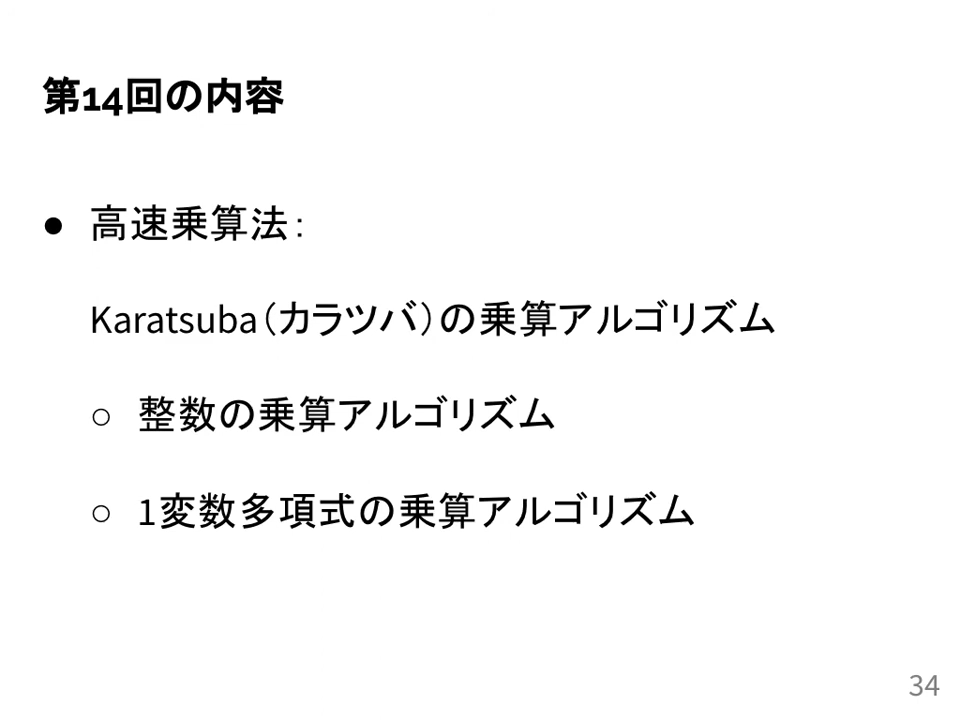 第14回の内容
● 高速乗算法：
Karatsuba（カラツバ）の乗算アルゴリズム
○ 整数の乗算アルゴリズム
○ 1変数多項式の乗算アルゴリズム
34